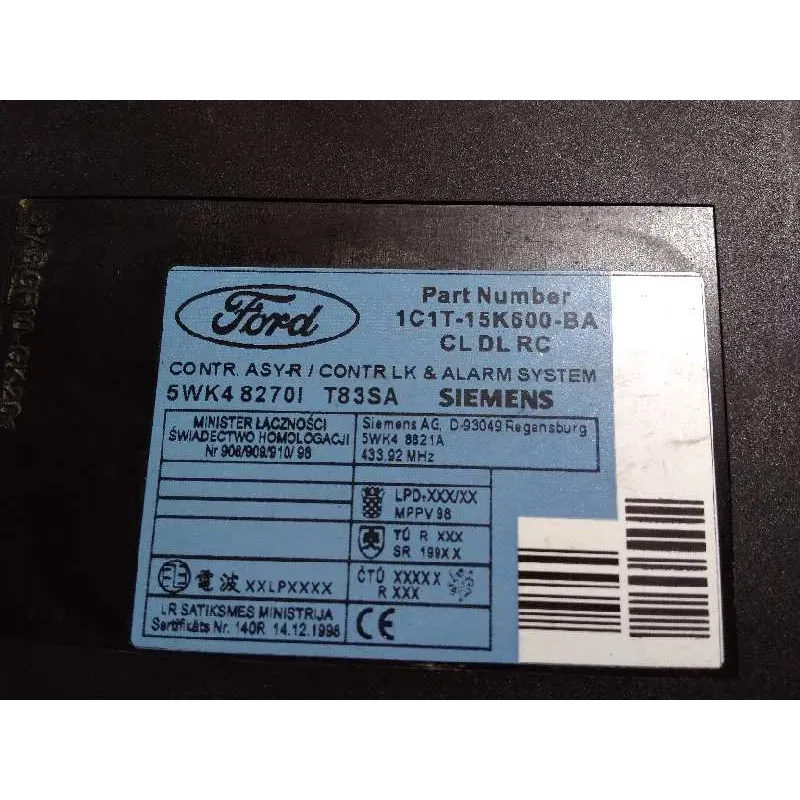 Ford
Part Number
1C1T-15K600-BA
CL DL RC
CONTR. ASY-R / CONTR LK & ALARM SYSTEM
5WK4 8270I T83SA SIEMENS
MINISTER ŁĄCZNOŚCI
ŚWIADECTWO HOMOLOGACJI
Nr 908/909/910/ 98
Siemens AG, D-93049 Regensburg
5WK4 8821A
433.92 MHz
LPD-XXX/XX
MPPV 98
TÚ R XXX
SR 199XX
電波 XXLPXXXX
ČTÚ XXXXX
R XXX
LR SATIKSMES MINISTRIJA
Sertifikāts Nr. 140R 14.12.1998
CE